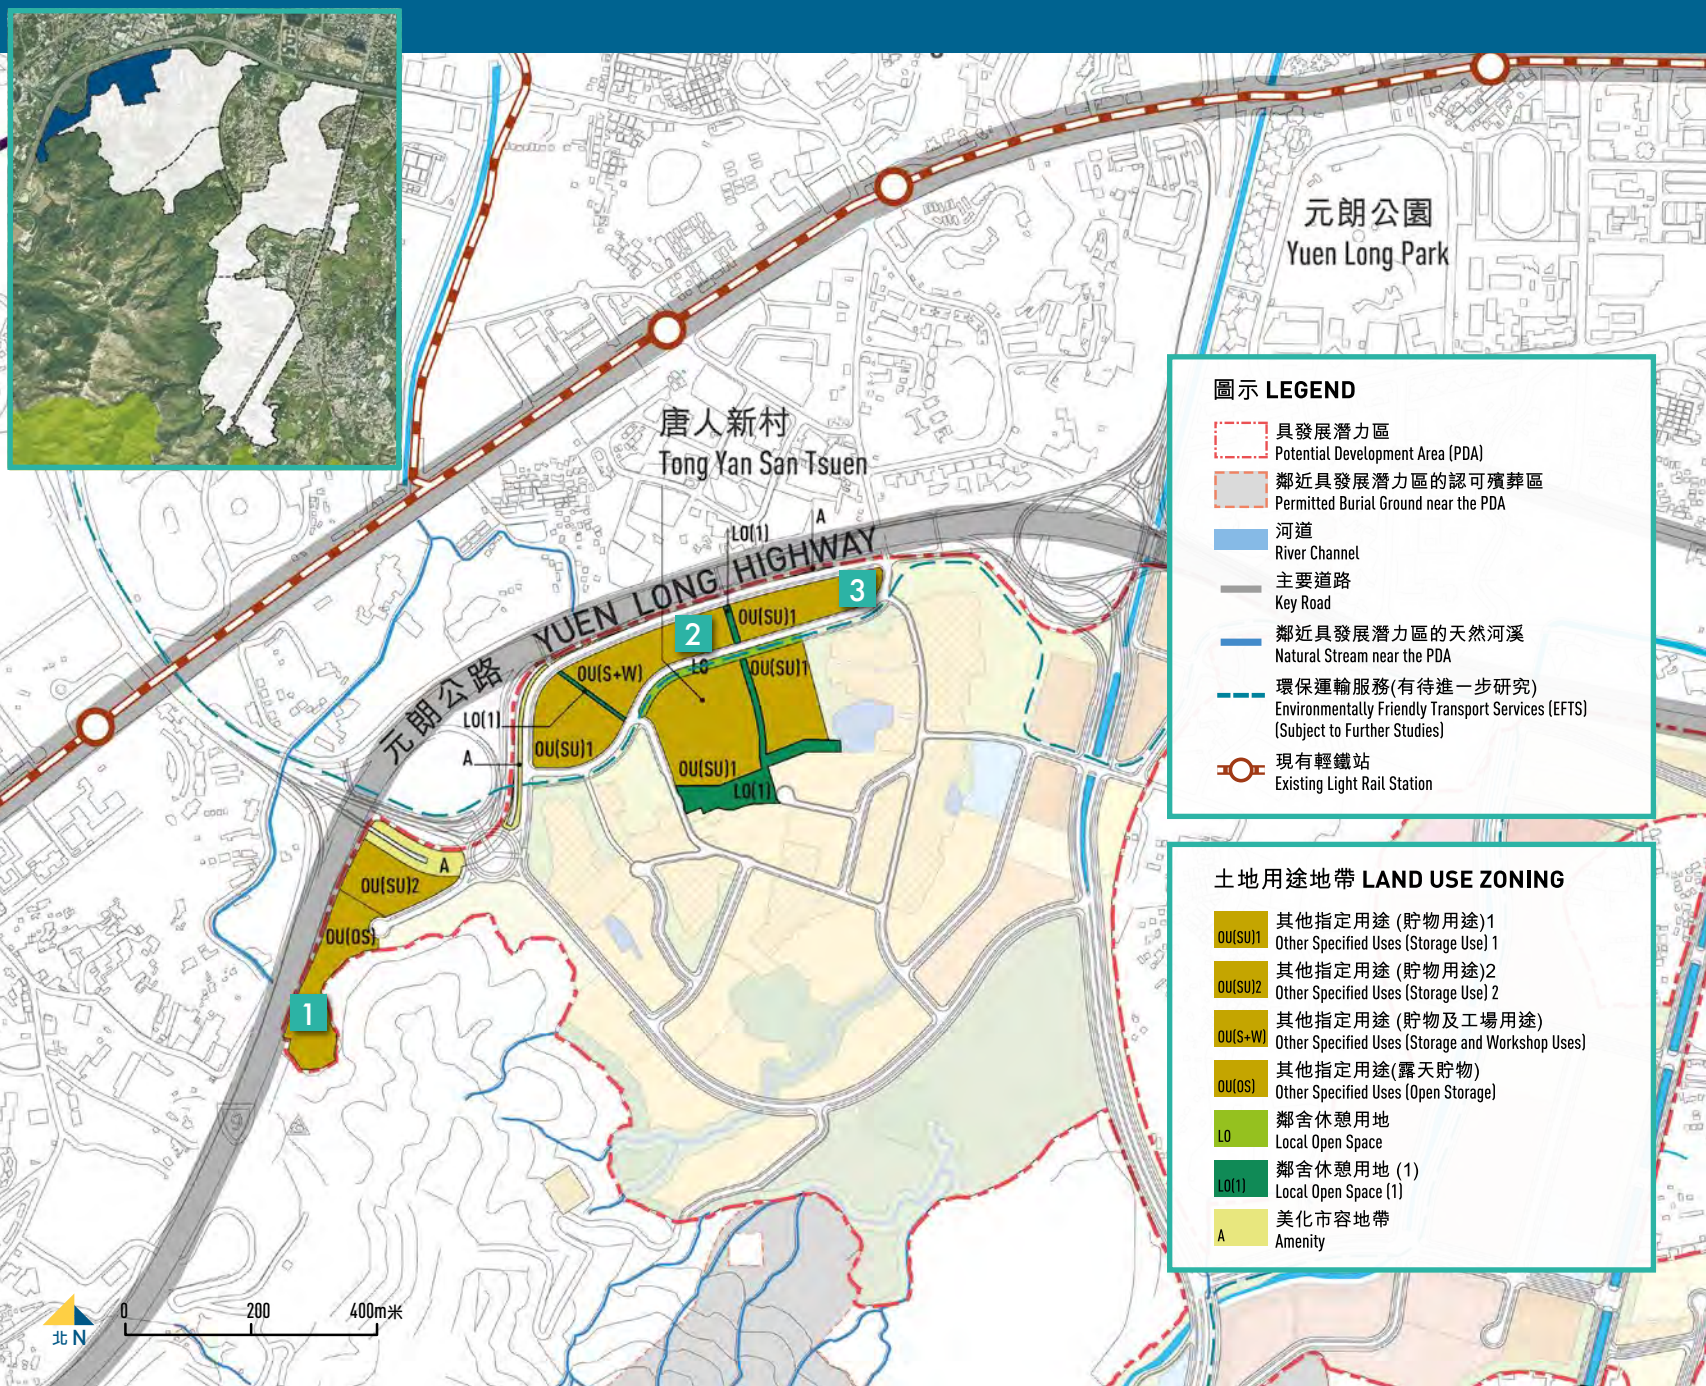 元朗公園
Yuen Long Park
唐人新村
Tong Yan San Tsuen
A
LO(1)
元朗公路 YUEN LONG HIGHWAY
3
OU(SU)1
2
LO
OU(SU)1
OU(S+W)
LO(1)
OU(SU)1
A
OU(SU)1
LO(1)
A
OU(SU)2
OU(OS)
1
0 200 400m米
北 N
圖示 LEGEND
具發展潛力區
Potential Development Area (PDA)
鄰近具發展潛力區的認可殯葬區
Permitted Burial Ground near the PDA
河道
River Channel
主要道路
Key Road
鄰近具發展潛力區的天然河溪
Natural Stream near the PDA
環保運輸服務(有待進一步研究)
Environmentally Friendly Transport Services (EFTS)
(Subject to Further Studies)
現有輕鐵站
Existing Light Rail Station
土地用途地帶 LAND USE ZONING
OU(SU)1 其他指定用途 (貯物用途)1
Other Specified Uses (Storage Use) 1
OU(SU)2 其他指定用途 (貯物用途)2
Other Specified Uses (Storage Use) 2
OU(S+W) 其他指定用途 (貯物及工場用途)
Other Specified Uses (Storage and Workshop Uses)
OU(OS) 其他指定用途(露天貯物)
Other Specified Uses (Open Storage)
LO 鄰舍休憩用地
Local Open Space
LO(1) 鄰舍休憩用地 (1)
Local Open Space (1)
A 美化市容地帶
Amenity